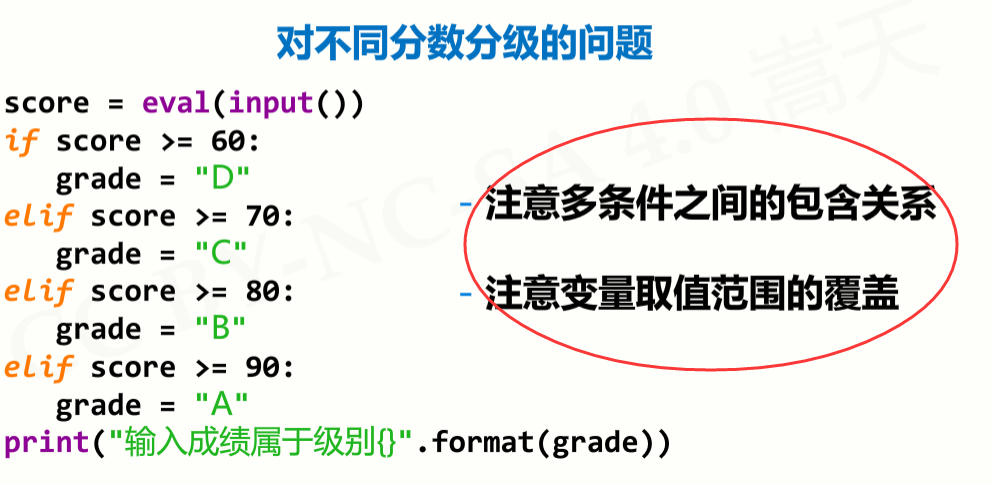 对不同分数分级的问题
score = eval(input())
if score >= 60:
grade = "D"
elif score >= 70:
grade = "C"
elif score >= 80:
grade = "B"
elif score >= 90:
grade = "A"
print("输入成绩属于级别{}".format(grade))
- 注意多条件之间的包含关系
- 注意变量取值范围的覆盖
CC BY-NC-SA 4.0 嵩天